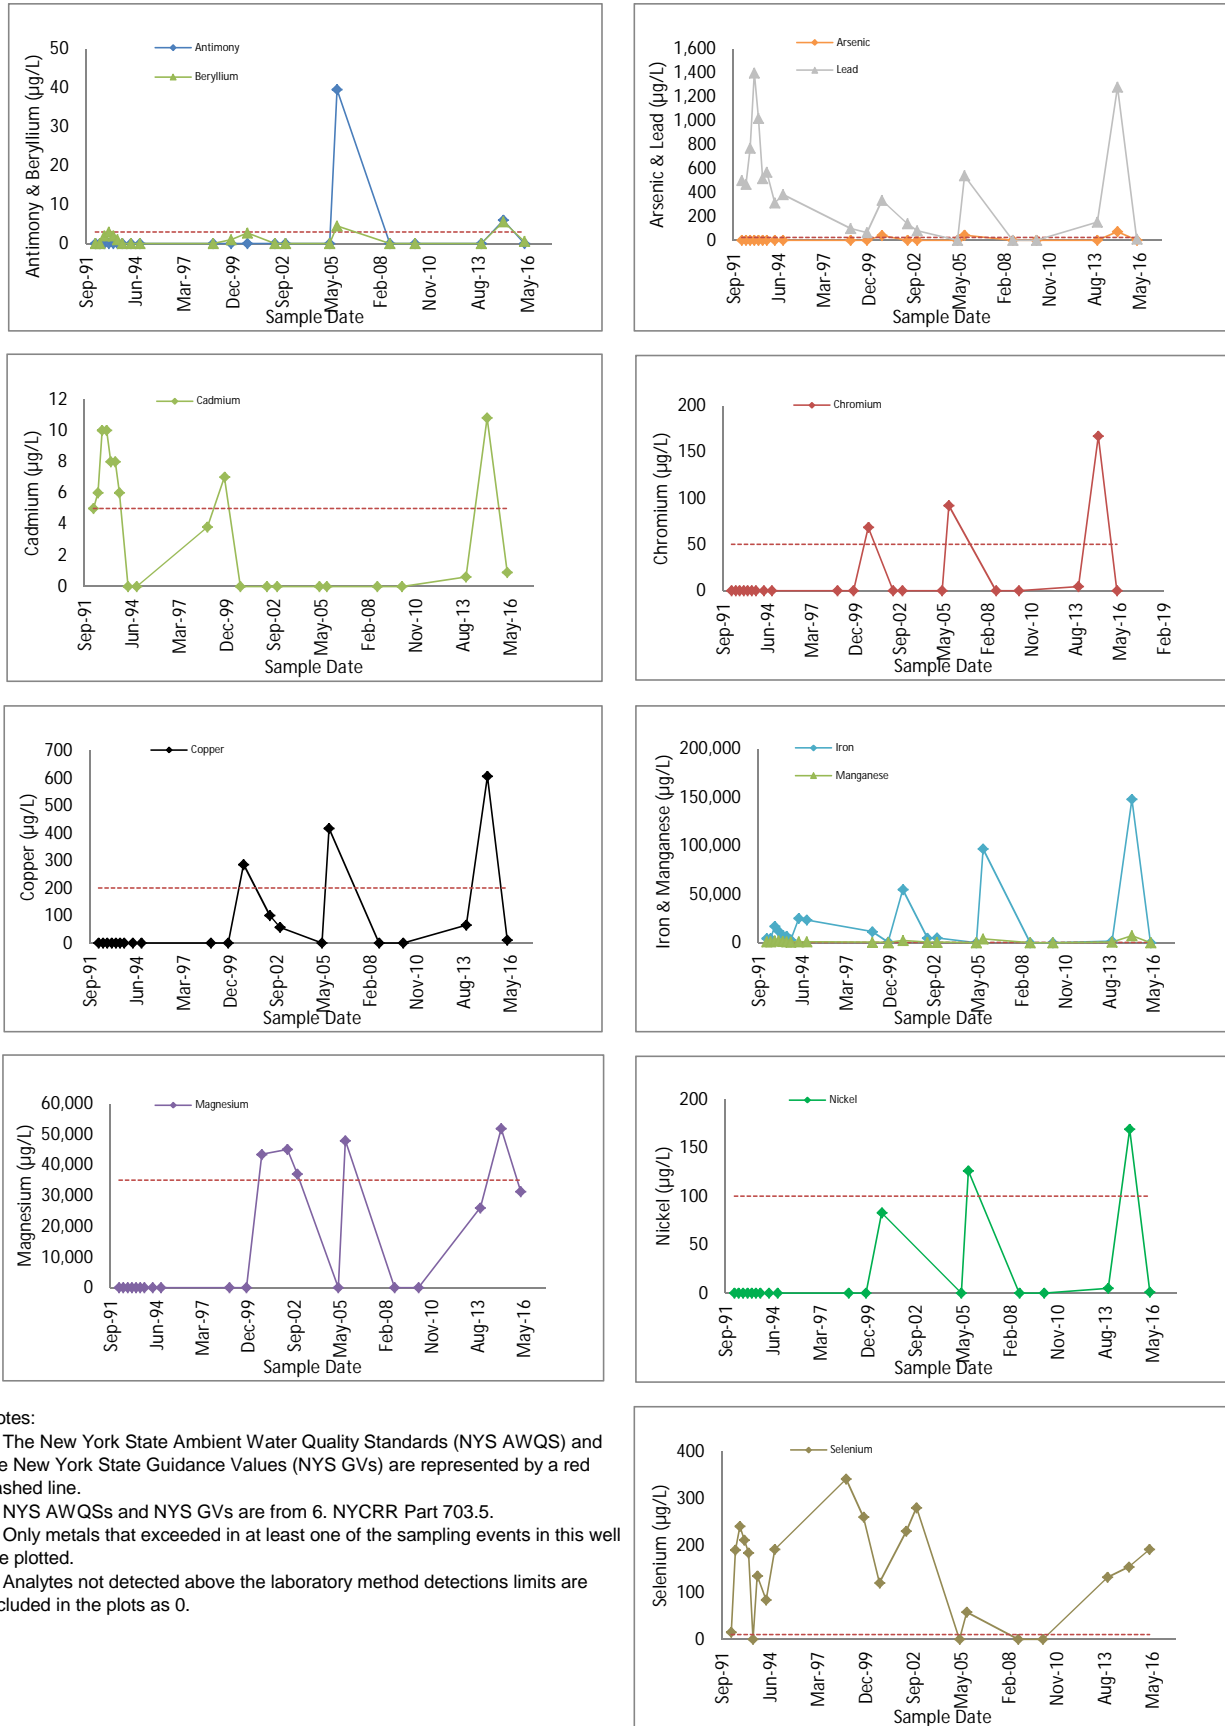 Antimony & Beryllium (µg/L)
50
40
30
20
10
0
Antimony
Beryllium
Sep-91
Jun-94
Mar-97
Dec-99
Sep-02
May-05
Feb-08
Nov-10
Aug-13
May-16
Sample Date
Arsenic & Lead (µg/L)
1,600
1,400
1,200
1,000
800
600
400
200
0
Arsenic
Lead
Sep-91
Jun-94
Mar-97
Dec-99
Sep-02
May-05
Feb-08
Nov-10
Aug-13
May-16
Sample Date
Cadmium (µg/L)
12
10
8
6
4
2
0
Cadmium
Sep-91
Jun-94
Mar-97
Dec-99
Sep-02
May-05
Feb-08
Nov-10
Aug-13
May-16
Sample Date
Chromium (µg/L)
200
150
100
50
0
Chromium
Sep-91
Jun-94
Mar-97
Dec-99
Sep-02
May-05
Feb-08
Nov-10
Aug-13
May-16
Feb-19
Sample Date
Copper (µg/L)
700
600
500
400
300
200
100
0
Copper
Sep-91
Jun-94
Mar-97
Dec-99
Sep-02
May-05
Feb-08
Nov-10
Aug-13
May-16
Sample Date
Iron & Manganese (µg/L)
200,000
150,000
100,000
50,000
0
Iron
Manganese
Sep-91
Jun-94
Mar-97
Dec-99
Sep-02
May-05
Feb-08
Nov-10
Aug-13
May-16
Sample Date
Magnesium (µg/L)
60,000
50,000
40,000
30,000
20,000
10,000
0
Magnesium
Sep-91
Jun-94
Mar-97
Dec-99
Sep-02
May-05
Feb-08
Nov-10
Aug-13
May-16
Sample Date
Nickel (µg/L)
200
150
100
50
0
Nickel
Sep-91
Jun-94
Mar-97
Dec-99
Sep-02
May-05
Feb-08
Nov-10
Aug-13
May-16
Sample Date
otes:
The New York State Ambient Water Quality Standards (NYS AWQS) and
e New York State Guidance Values (NYS GVs) are represented by a red
ashed line.
NYS AWQSs and NYS GVs are from 6. NYCRR Part 703.5.
Only metals that exceeded in at least one of the sampling events in this well
e plotted.
Analytes not detected above the laboratory method detections limits are
cluded in the plots as 0.
Selenium (µg/L)
400
300
200
100
0
Selenium
Sep-91
Jun-94
Mar-97
Dec-99
Sep-02
May-05
Feb-08
Nov-10
Aug-13
May-16
Sample Date